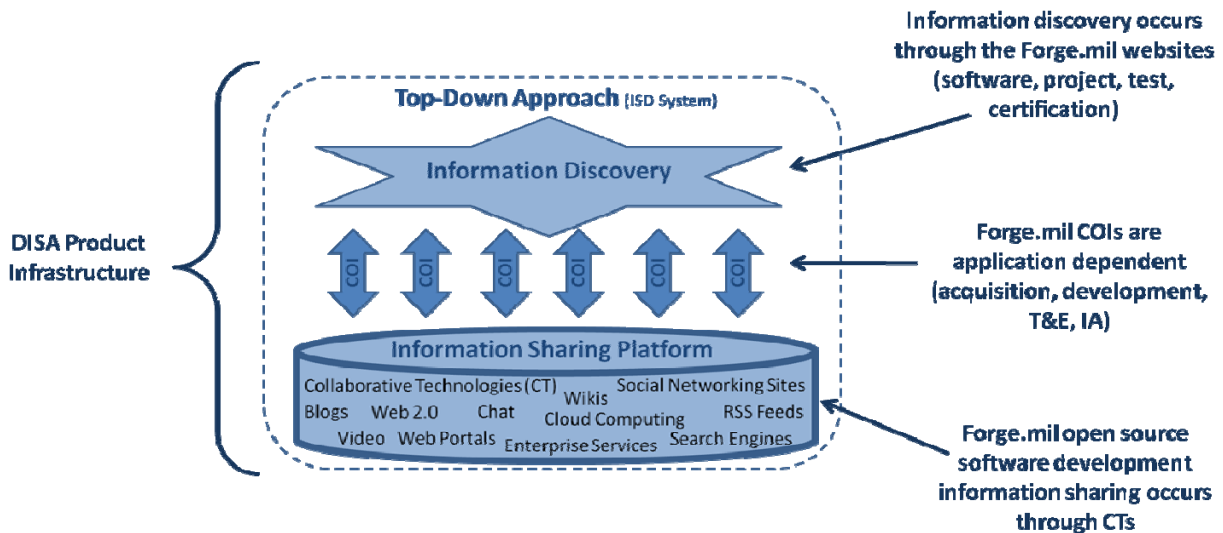 Information discovery occurs
through the Forge.mil websites
(software, project, test,
certification)
Top-Down Approach (ISD System)
Information Discovery
DISA Product
Infrastructure
COI COI COI COI COI COI
Forge.mil COIs are
application dependent
(acquisition, development,
T&E, IA)
Information Sharing Platform
Collaborative Technologies (CT) Wikis Social Networking Sites
Blogs Web 2.0 Chat Cloud Computing RSS Feeds
Video Web Portals Enterprise Services Search Engines
Forge.mil open source
software development
information sharing occurs
through CTs